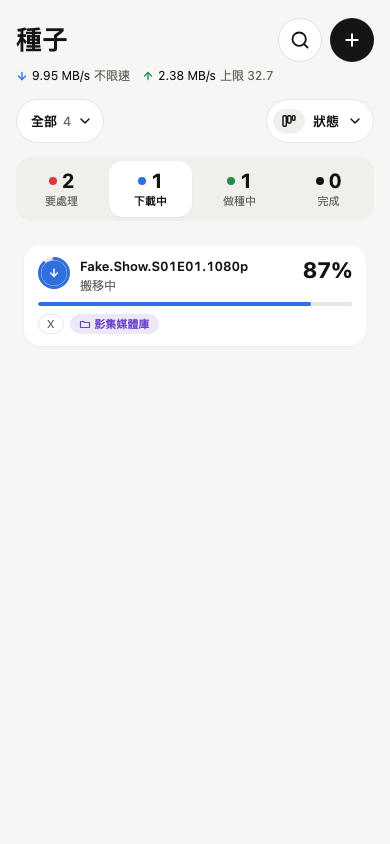 種子
9.95 MB/s 不限速 2.38 MB/s 上限 32.7
全部 4
狀態
2 1 1 0
要處理 下載中 做種中 完成
Fake.Show.S01E01.1080p
87%
搬移中
X 影集媒體庫